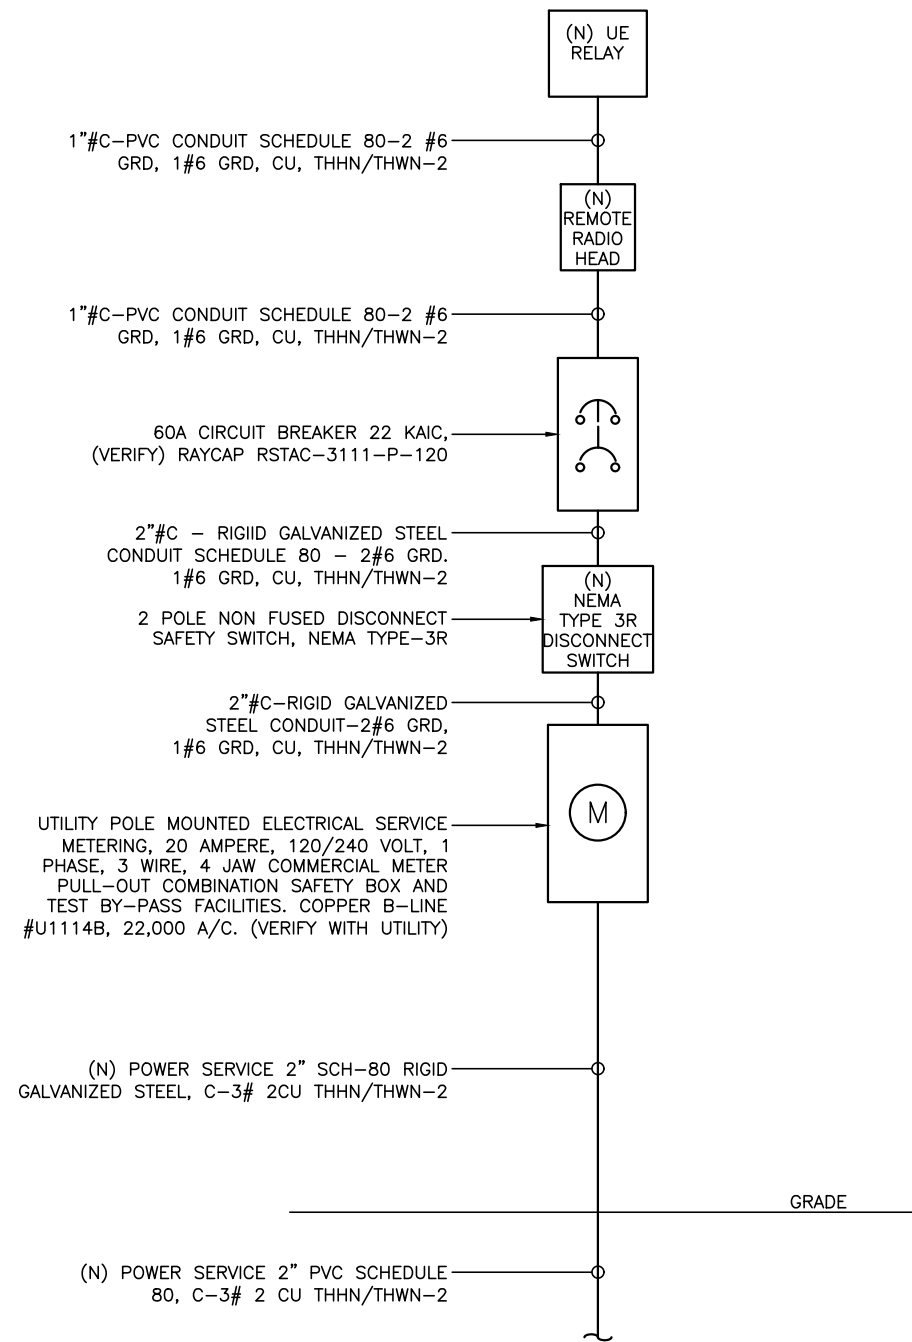 (N) UE
RELAY
1"#C-PVC CONDUIT SCHEDULE 80-2 #6
GRD, 1#6 GRD, CU, THHN/THWN-2
(N)
REMOTE
RADIO
HEAD
1"#C-PVC CONDUIT SCHEDULE 80-2 #6
GRD, 1#6 GRD, CU, THHN/THWN-2
60A CIRCUIT BREAKER 22 KAIC,
(VERIFY) RAYCAP RSTAC-3111-P-120
2"#C - RIGIID GALVANIZED STEEL
CONDUIT SCHEDULE 80 - 2#6 GRD.
1#6 GRD, CU, THHN/THWN-2
(N)
NEMA
TYPE 3R
DISCONNECT
SWITCH
2 POLE NON FUSED DISCONNECT
SAFETY SWITCH, NEMA TYPE-3R
2"#C-RIGID GALVANIZED
STEEL CONDUIT-2#6 GRD,
1#6 GRD, CU, THHN/THWN-2
M
UTILITY POLE MOUNTED ELECTRICAL SERVICE
METERING, 20 AMPERE, 120/240 VOLT, 1
PHASE, 3 WIRE, 4 JAW COMMERCIAL METER
PULL-OUT COMBINATION SAFETY BOX AND
TEST BY-PASS FACILITIES. COPPER B-LINE
#U1114B, 22,000 A/C. (VERIFY WITH UTILITY)
(N) POWER SERVICE 2" SCH-80 RIGID
GALVANIZED STEEL, C-3# 2CU THHN/THWN-2
GRADE
(N) POWER SERVICE 2" PVC SCHEDULE
80, C-3# 2 CU THHN/THWN-2